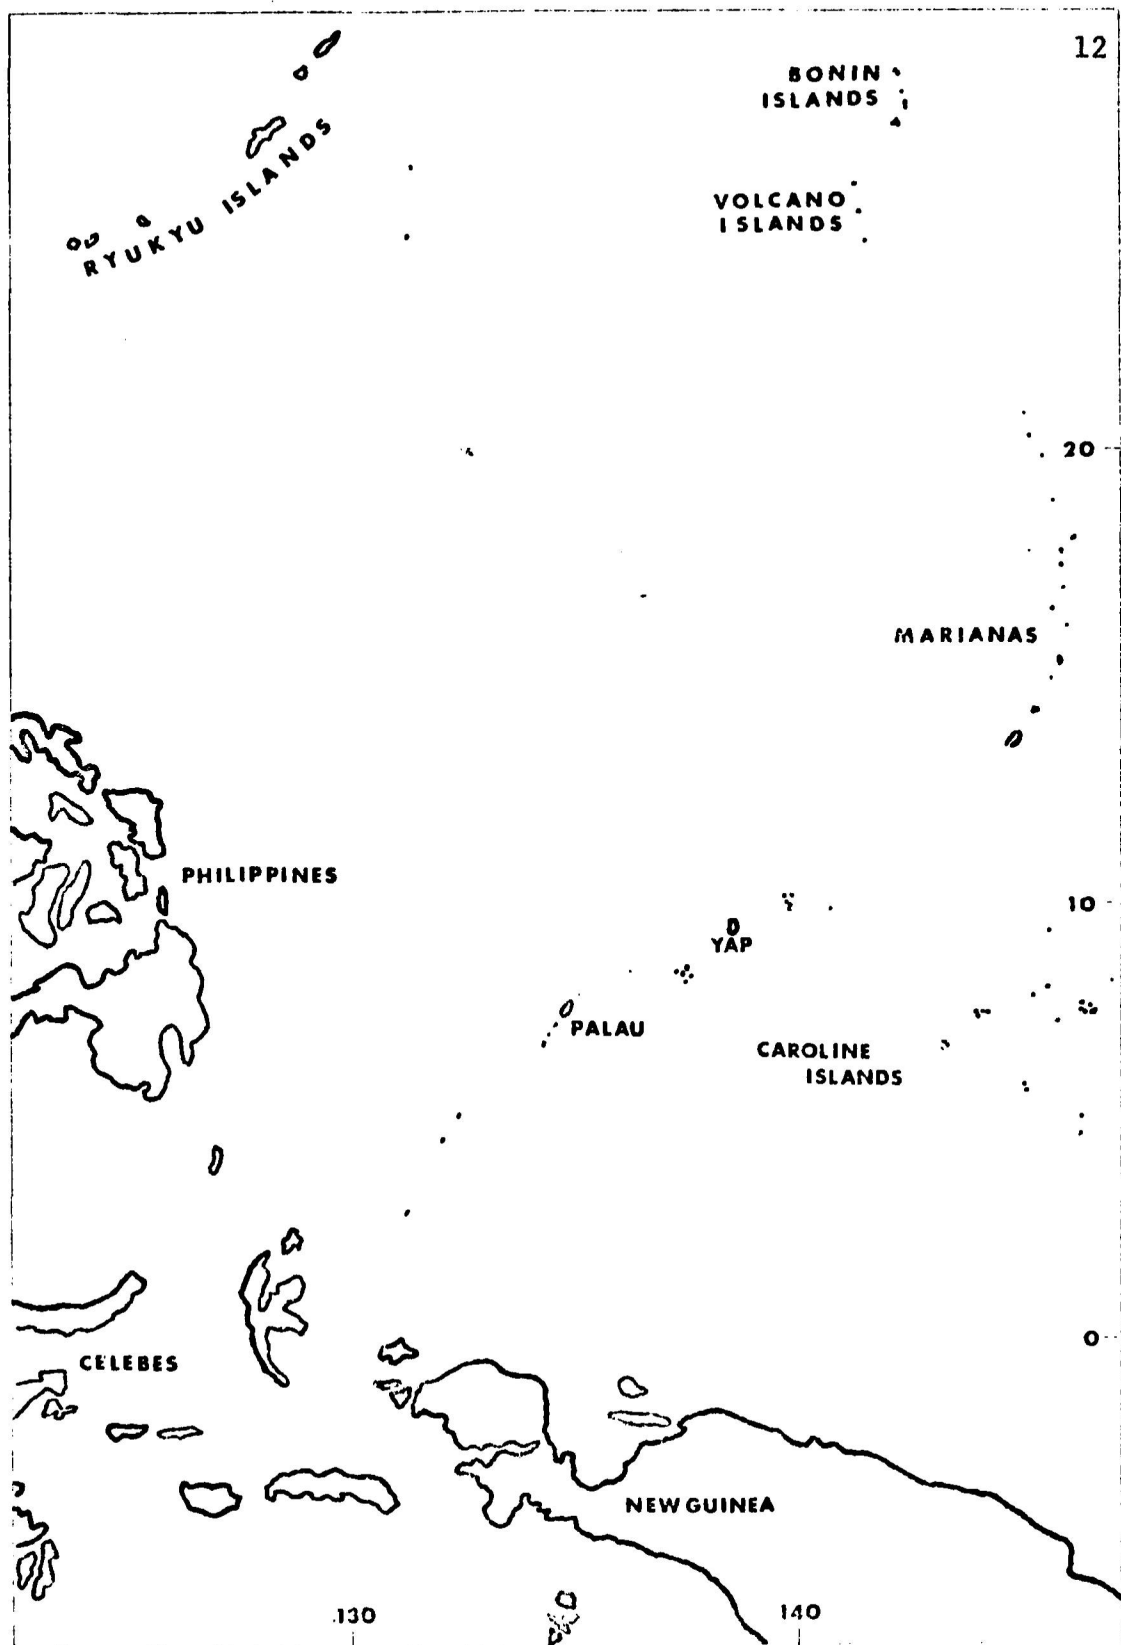 12
BONIN
ISLANDS
RYUKYU ISLANDS
VOLCANO
ISLANDS
20
MARIANAS
PHILIPPINES
10
YAP
PALAU
CAROLINE
ISLANDS
0
CELEBES
NEW GUINEA
130
140